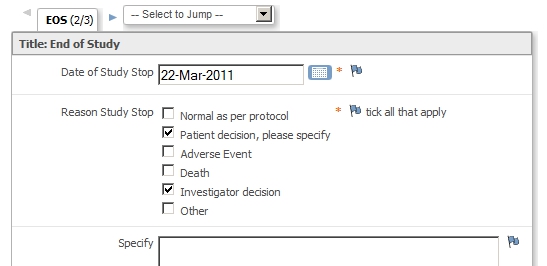 EOS (2/3) -- Select to Jump --
Title: End of Study
Date of Study Stop 22-Mar-2011 *
Reason Study Stop Normal as per protocol * tick all that apply
Patient decision, please specify
Adverse Event
Death
Investigator decision
Other
Specify